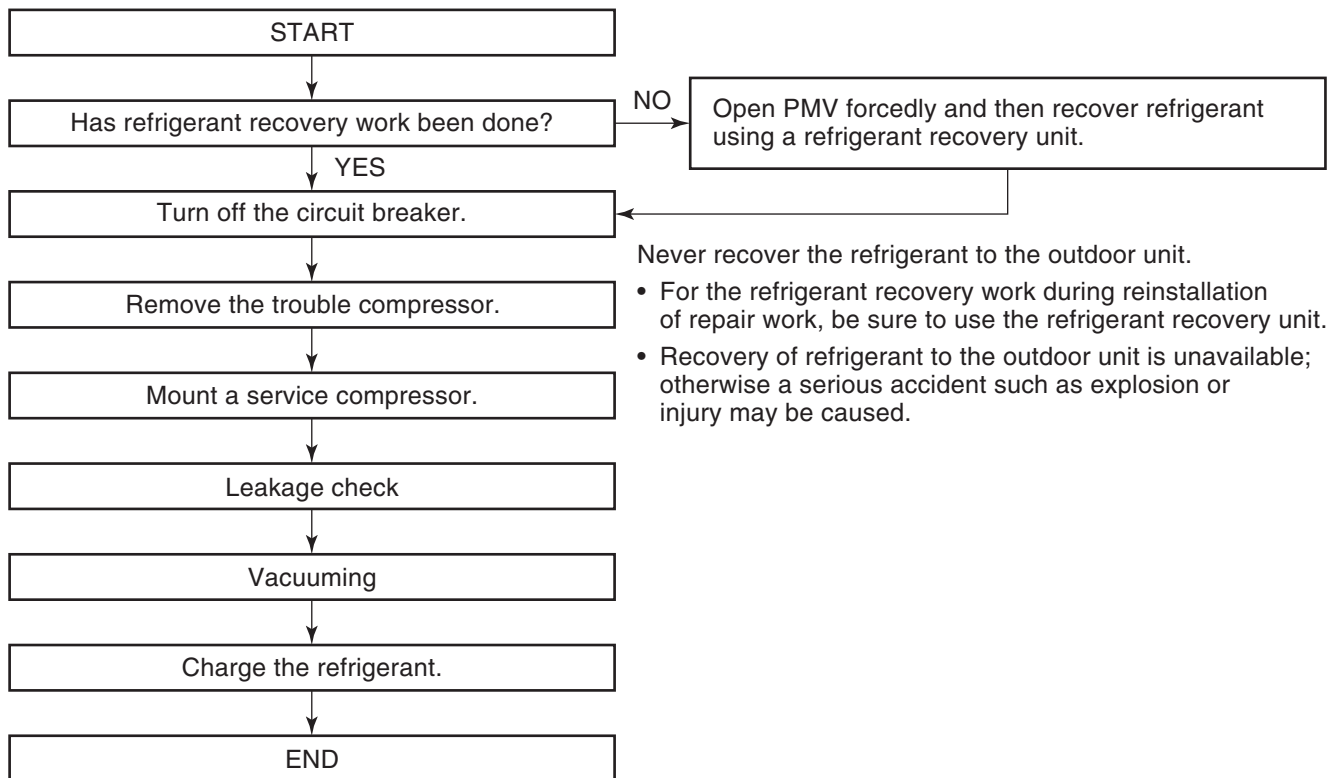 START
Has refrigerant recovery work been done?
NO
Open PMV forcedly and then recover refrigerant
using a refrigerant recovery unit.
YES
Turn off the circuit breaker.
Never recover the refrigerant to the outdoor unit.
• For the refrigerant recovery work during reinstallation
of repair work, be sure to use the refrigerant recovery unit.
• Recovery of refrigerant to the outdoor unit is unavailable;
otherwise a serious accident such as explosion or
injury may be caused.
Remove the trouble compressor.
Mount a service compressor.
Leakage check
Vacuuming
Charge the refrigerant.
END